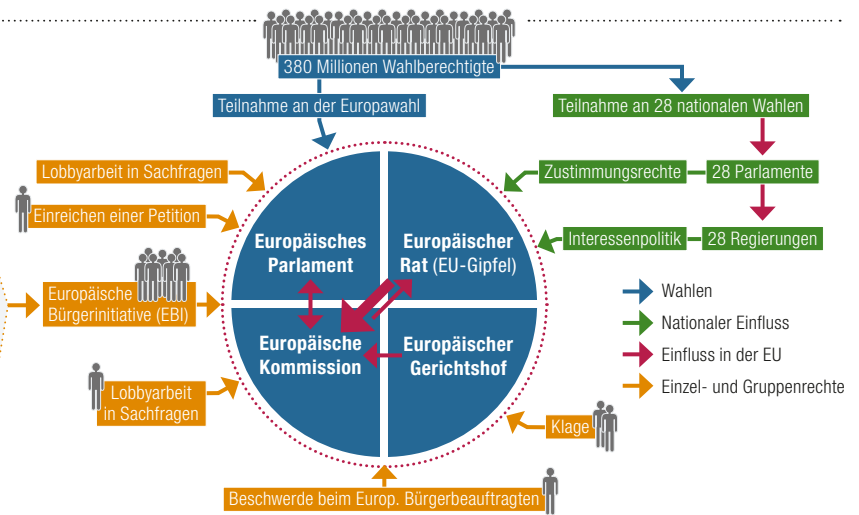 380 Millionen Wahlberechtigte
Teilnahme an der Europawahl
Teilnahme an 28 nationalen Wahlen
Lobbyarbeit in Sachfragen
Zustimmungsrechte
28 Parlamente
Einreichen einer Petition
Europäisches
Parlament
Europäischer
Rat (EU-Gipfel)
Interessenpolitik
28 Regierungen
Europäische
Bürgerinitiative (EBI)
Europäische
Kommission
Europäischer
Gerichtshof
Wahlen
Nationaler Einfluss
Einfluss in der EU
Einzel- und Gruppenrechte
Lobbyarbeit
in Sachfragen
Klage
Beschwerde beim Europ. Bürgerbeauftragten